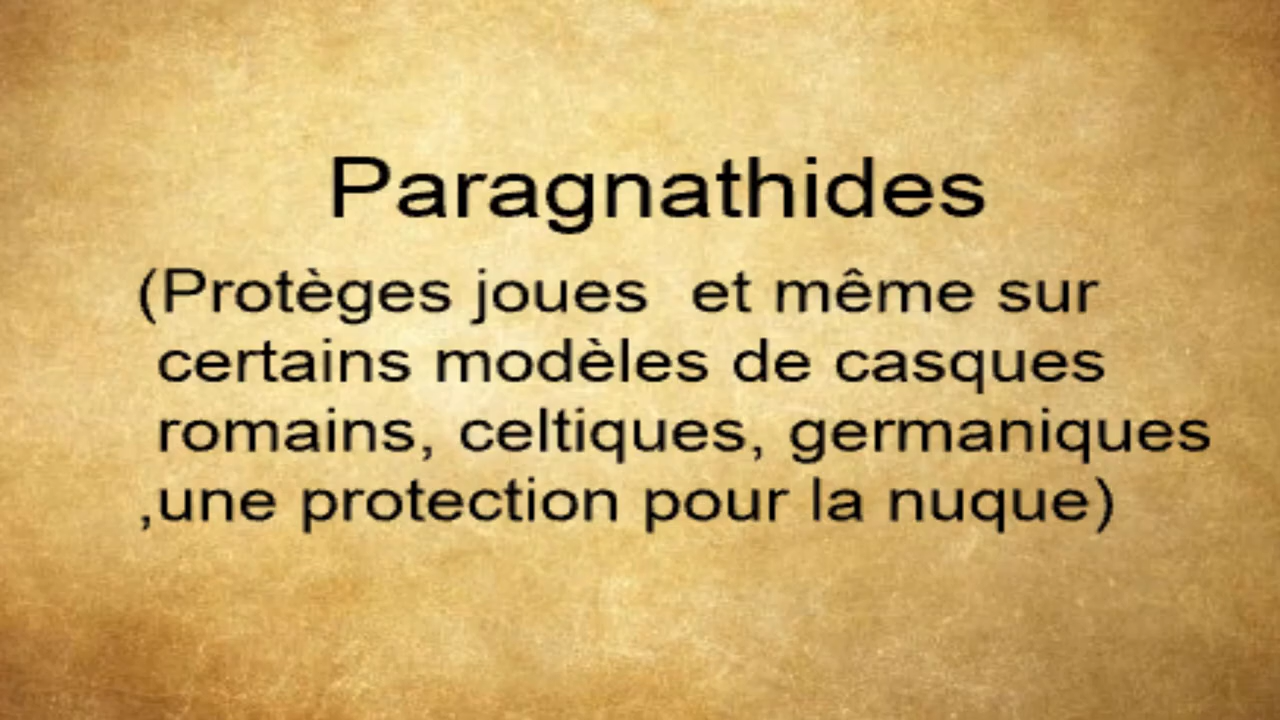 Paragnathides
(Protèges joues  et même sur
certains modèles de casques
romains, celtiques, germaniques
,une protection pour la nuque)